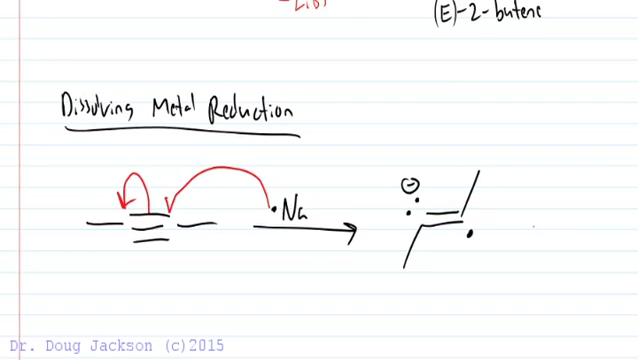 (E)-2-butene
Dissolving Metal Reduction
Na
Dr. Doug Jackson (c)2015